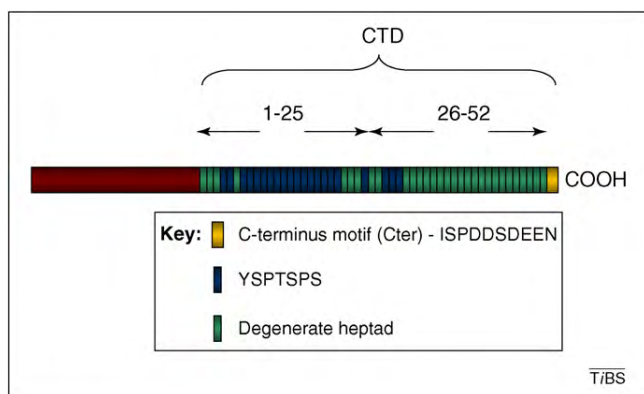 CTD
1-25 26-52
COOH
Key: C-terminus motif (Cter) - ISPDDSDEEN
YSPTSPS
Degenerate heptad
TiBS